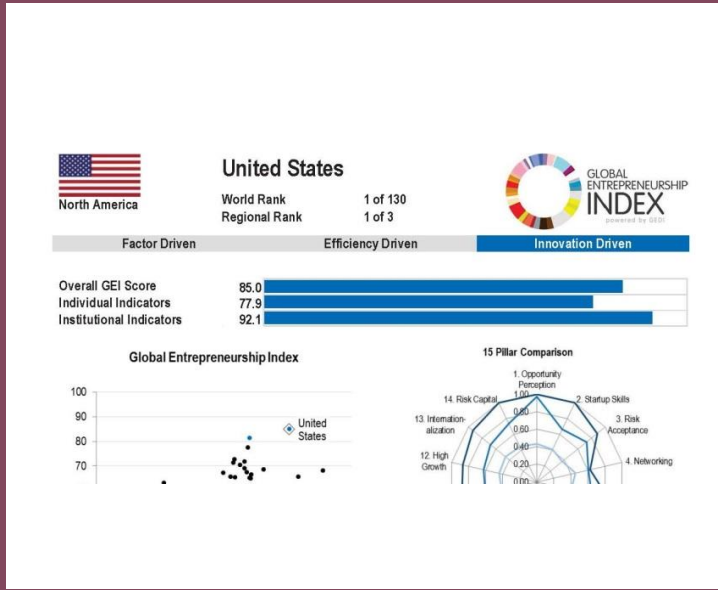 United States
North America
World Rank 1 of 130
Regional Rank 1 of 3
GLOBAL
ENTREPRENEURSHIP
INDEX
powered by GEDI
Factor Driven Efficiency Driven Innovation Driven
Overall GEI Score 85.0
Individual Indicators 77.9
Institutional Indicators 92.1
Global Entrepreneurship Index
100
90
80
70
United
States
15 Pillar Comparison
1. Opportunity
Perception
2. Startup Skills
3. Risk
Acceptance
4. Networking
14. Risk Capital
13. Internation-
alization
12. High
Growth
1.00
0.80
0.60
0.40
0.20
0.00